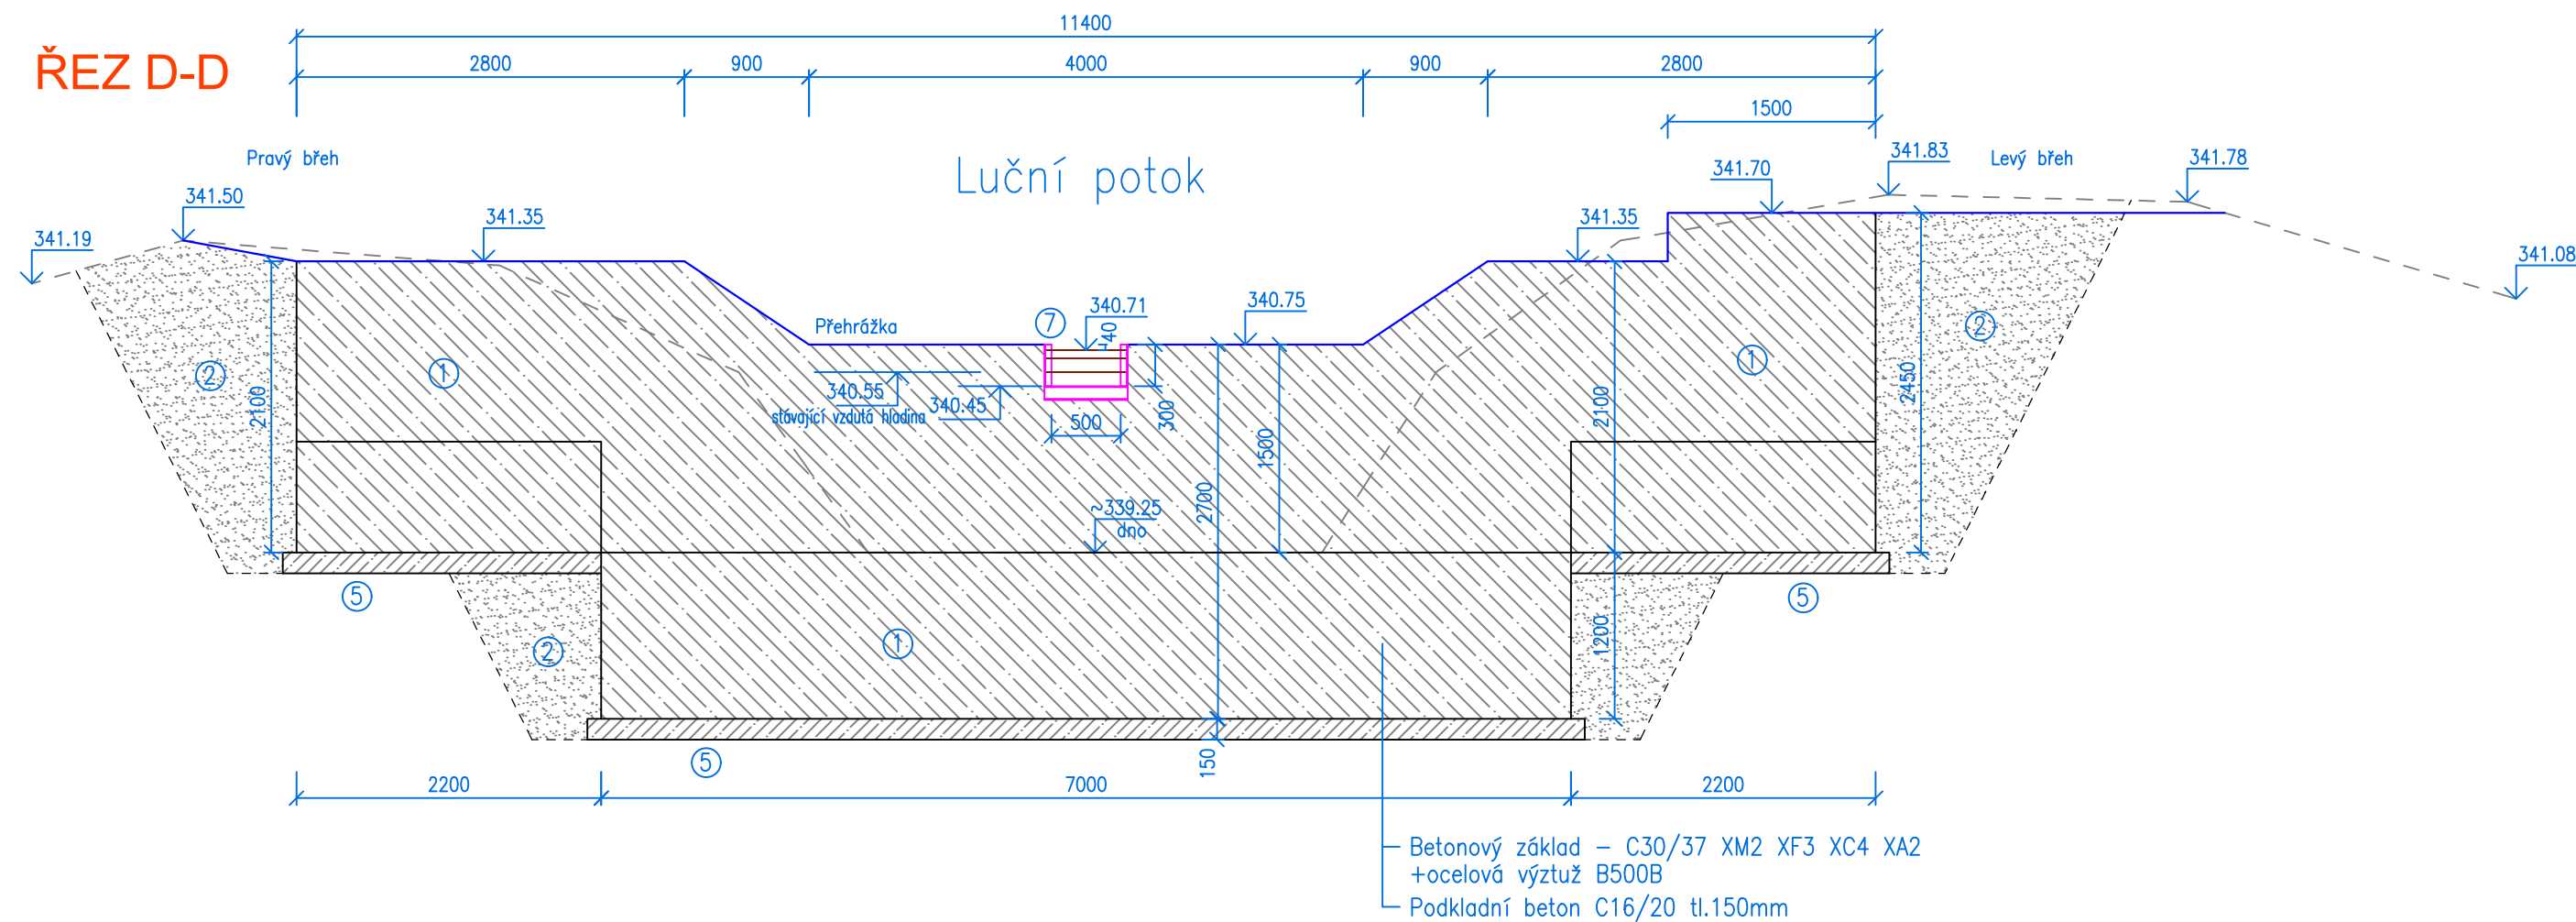 11400
ŘEZ D-D
2800 900 4000 900 2800
1500
Pravý břeh
Luční potok
341.70
341.83
Levý břeh
341.78
341.50
341.35
341.35
341.19
341.08
Přehrážka
7
340.71
40
340.75
2
1
340.55
stávající vzdutá hladina
340.45
500
300
1500
2100
2100
2450
1
2
2700
~339.25
dno
5
5
2
1
1200
5
150
2200 7000 2200
Betonový základ – C30/37 XM2 XF3 XC4 XA2
+ocelová výztuž B500B
Podkladní beton C16/20 tl.150mm